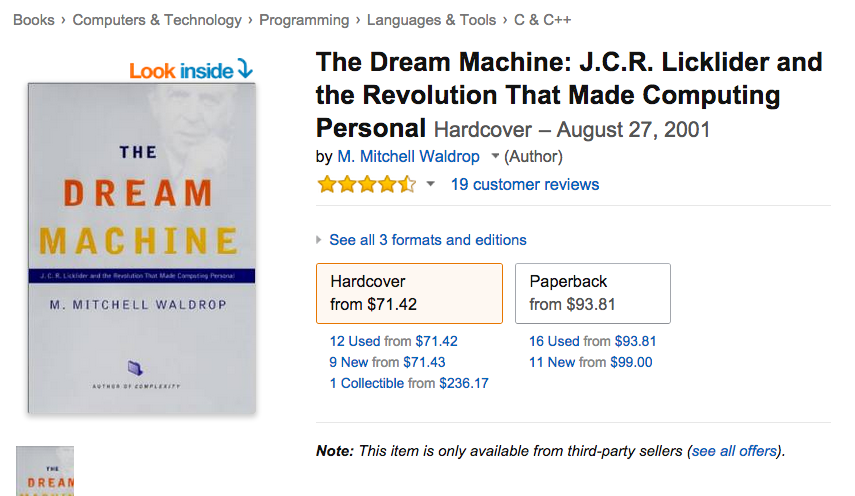 Books › Computers & Technology › Programming › Languages & Tools › C & C++
Look inside
THE
DREAM
MACHINE
J.C.R. Licklider and the Revolution That Made Computing Personal
M. MITCHELL WALDROP
AUTHOR OF COMPLEXITY
THE
DREAM
MACHINE
The Dream Machine: J.C.R. Licklider and
the Revolution That Made Computing
Personal Hardcover – August 27, 2001
by M. Mitchell Waldrop (Author)
19 customer reviews
See all 3 formats and editions
Hardcover
from $71.42
Paperback
from $93.81
12 Used from $71.42
9 New from $71.43
1 Collectible from $236.17
16 Used from $93.81
11 New from $99.00
Note: This item is only available from third-party sellers (see all offers).